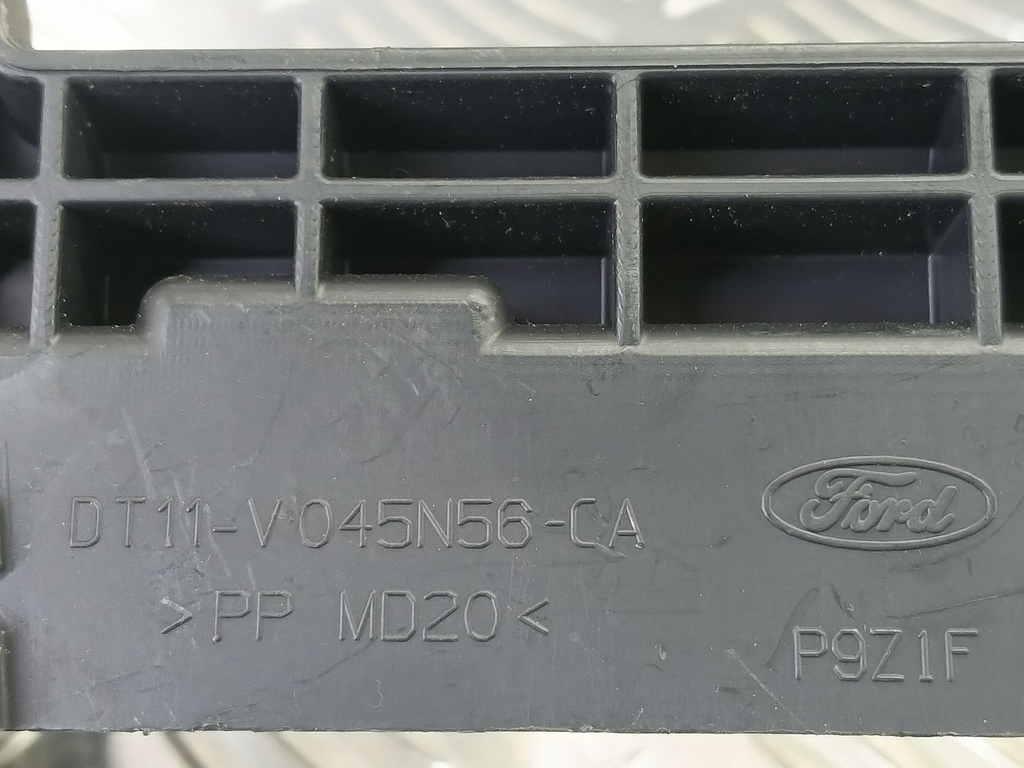 DT11-V045N56-CA
Ford
>PP MD20<
P9Z1F